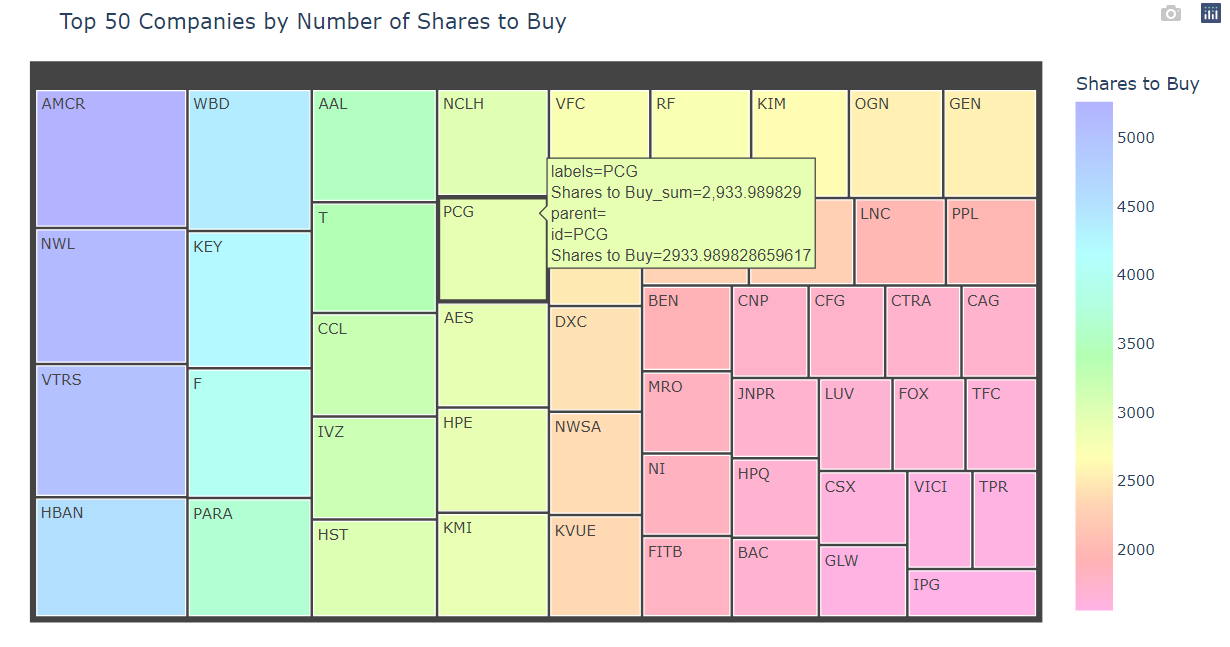 Top 50 Companies by Number of Shares to Buy
Shares to Buy
AMCR
WBD
AAL
NCLH
VFC
RF
KIM
OGN
GEN
5000
4500
4000
3500
3000
2500
2000
labels=PCG
Shares to Buy_sum=2,933.989829
parent=
id=PCG
Shares to Buy=2933.989828659617
T
PCG
LNC
PPL
NWL
KEY
BEN
CNP
CFG
CTRA
CAG
AES
DXC
CCL
VTRS
F
MRO
JNPR
LUV
FOX
TFC
IVZ
HPE
NWSA
NI
HPQ
CSX
VICI
TPR
HBAN
PARA
HST
KMI
KVUE
FITB
BAC
GLW
IPG